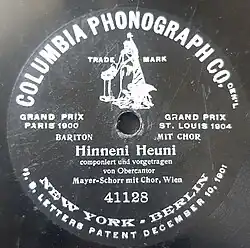 COLUMBIA PHONOGRAPH CO. GEN'L
TRADE MARK
GRAND PRIX
PARIS 1900
GRAND PRIX
ST. LOUIS 1904
BARITON MIT CHOR
Hinneni Heuni
componiert und vorgetragen
von Obercantor
Mayer-Schorr mit Chor, Wien
41128
NEW YORK - BERLIN
U.S. LETTERS PATENT DECEMBER 10, 1901